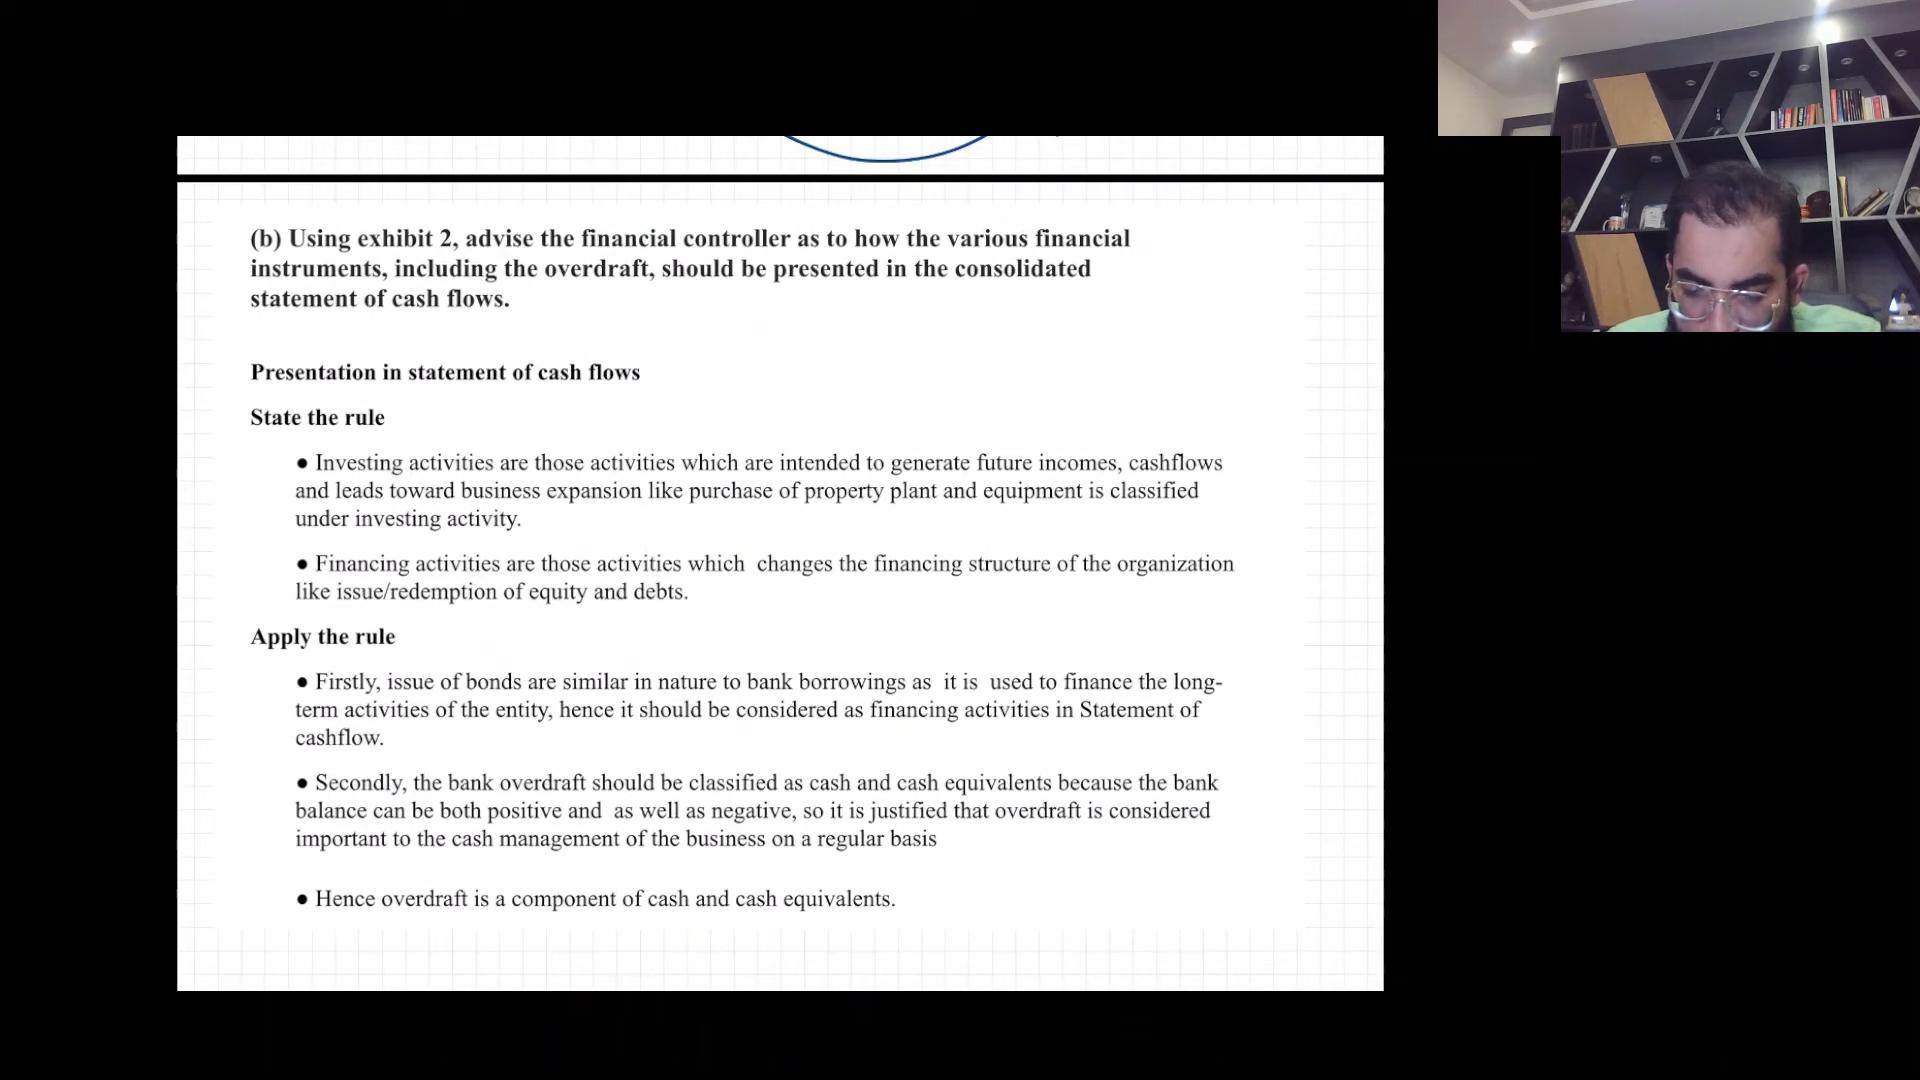 (b) Using exhibit 2, advise the financial controller as to how the various financial
instruments, including the overdraft, should be presented in the consolidated
statement of cash flows.
Presentation in statement of cash flows
State the rule
● Investing activities are those activities which are intended to generate future incomes, cashflows
and leads toward business expansion like purchase of property plant and equipment is classified
under investing activity.
● Financing activities are those activities which  changes the financing structure of the organization
like issue/redemption of equity and debts.
Apply the rule
● Firstly, issue of bonds are similar in nature to bank borrowings as  it is  used to finance the long-
term activities of the entity, hence it should be considered as financing activities in Statement of
cashflow.
● Secondly, the bank overdraft should be classified as cash and cash equivalents because the bank
balance can be both positive and  as well as negative, so it is justified that overdraft is considered
important to the cash management of the business on a regular basis
● Hence overdraft is a component of cash and cash equivalents.